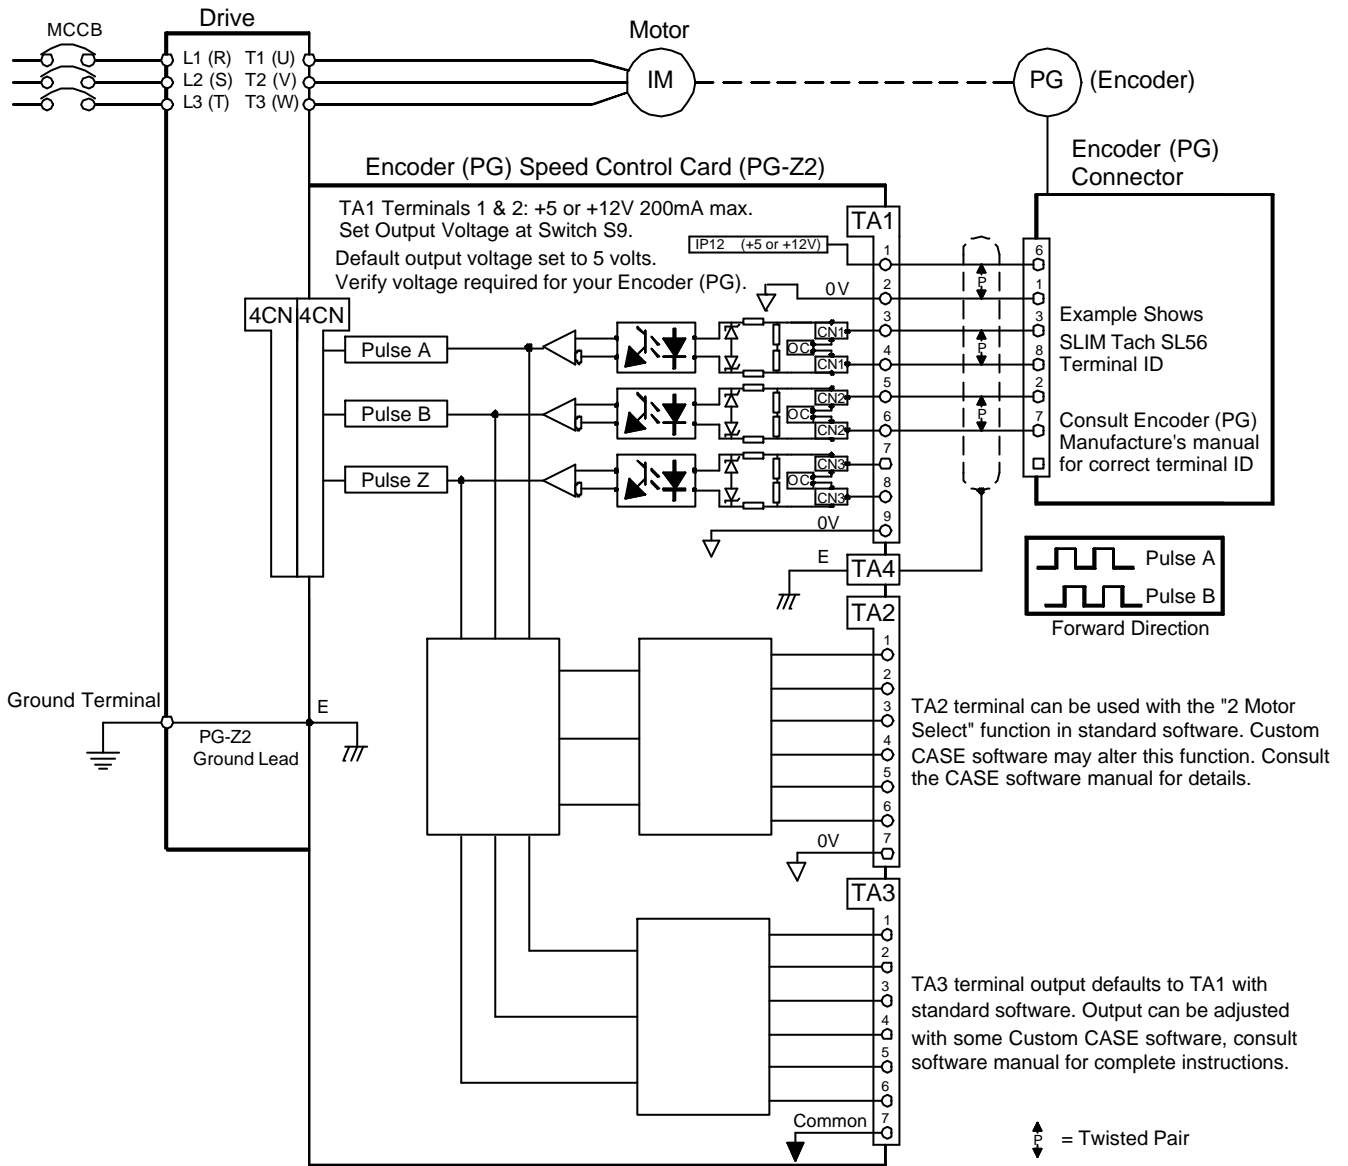 Drive
MCCB
Motor
L1 (R) T1 (U)
L2 (S) T2 (V)
L3 (T) T3 (W)
IM
PG
(Encoder)
Encoder (PG)
Connector
Encoder (PG) Speed Control Card (PG-Z2)
TA1 Terminals 1 & 2: +5 or +12V 200mA max.
Set Output Voltage at Switch S9.
Default output voltage set to 5 volts.
Verify voltage required for your Encoder (PG).
IP12 (+5 or +12V)
0V
TA1
1
2
3
4
5
6
7
8
9
4CN 4CN
Pulse A
Pulse B
Pulse Z
CN1
OC
CN1
CN2
OC
CN2
CN3
OC
CN3
0V
P
P
P
6
1
3
8
2
7
Example Shows
SLIM Tach SL56
Terminal ID
Consult Encoder (PG)
Manufacture's manual
for correct terminal ID
E
TA4
Pulse A
Pulse B
Forward Direction
TA2
1
2
3
4
5
6
7
0V
TA2 terminal can be used with the "2 Motor
Select" function in standard software. Custom
CASE software may alter this function. Consult
the CASE software manual for details.
Ground Terminal
E
PG-Z2
Ground Lead
TA3
1
2
3
4
5
6
7
Common
TA3 terminal output defaults to TA1 with
standard software. Output can be adjusted
with some Custom CASE software, consult
software manual for complete instructions.
P = Twisted Pair